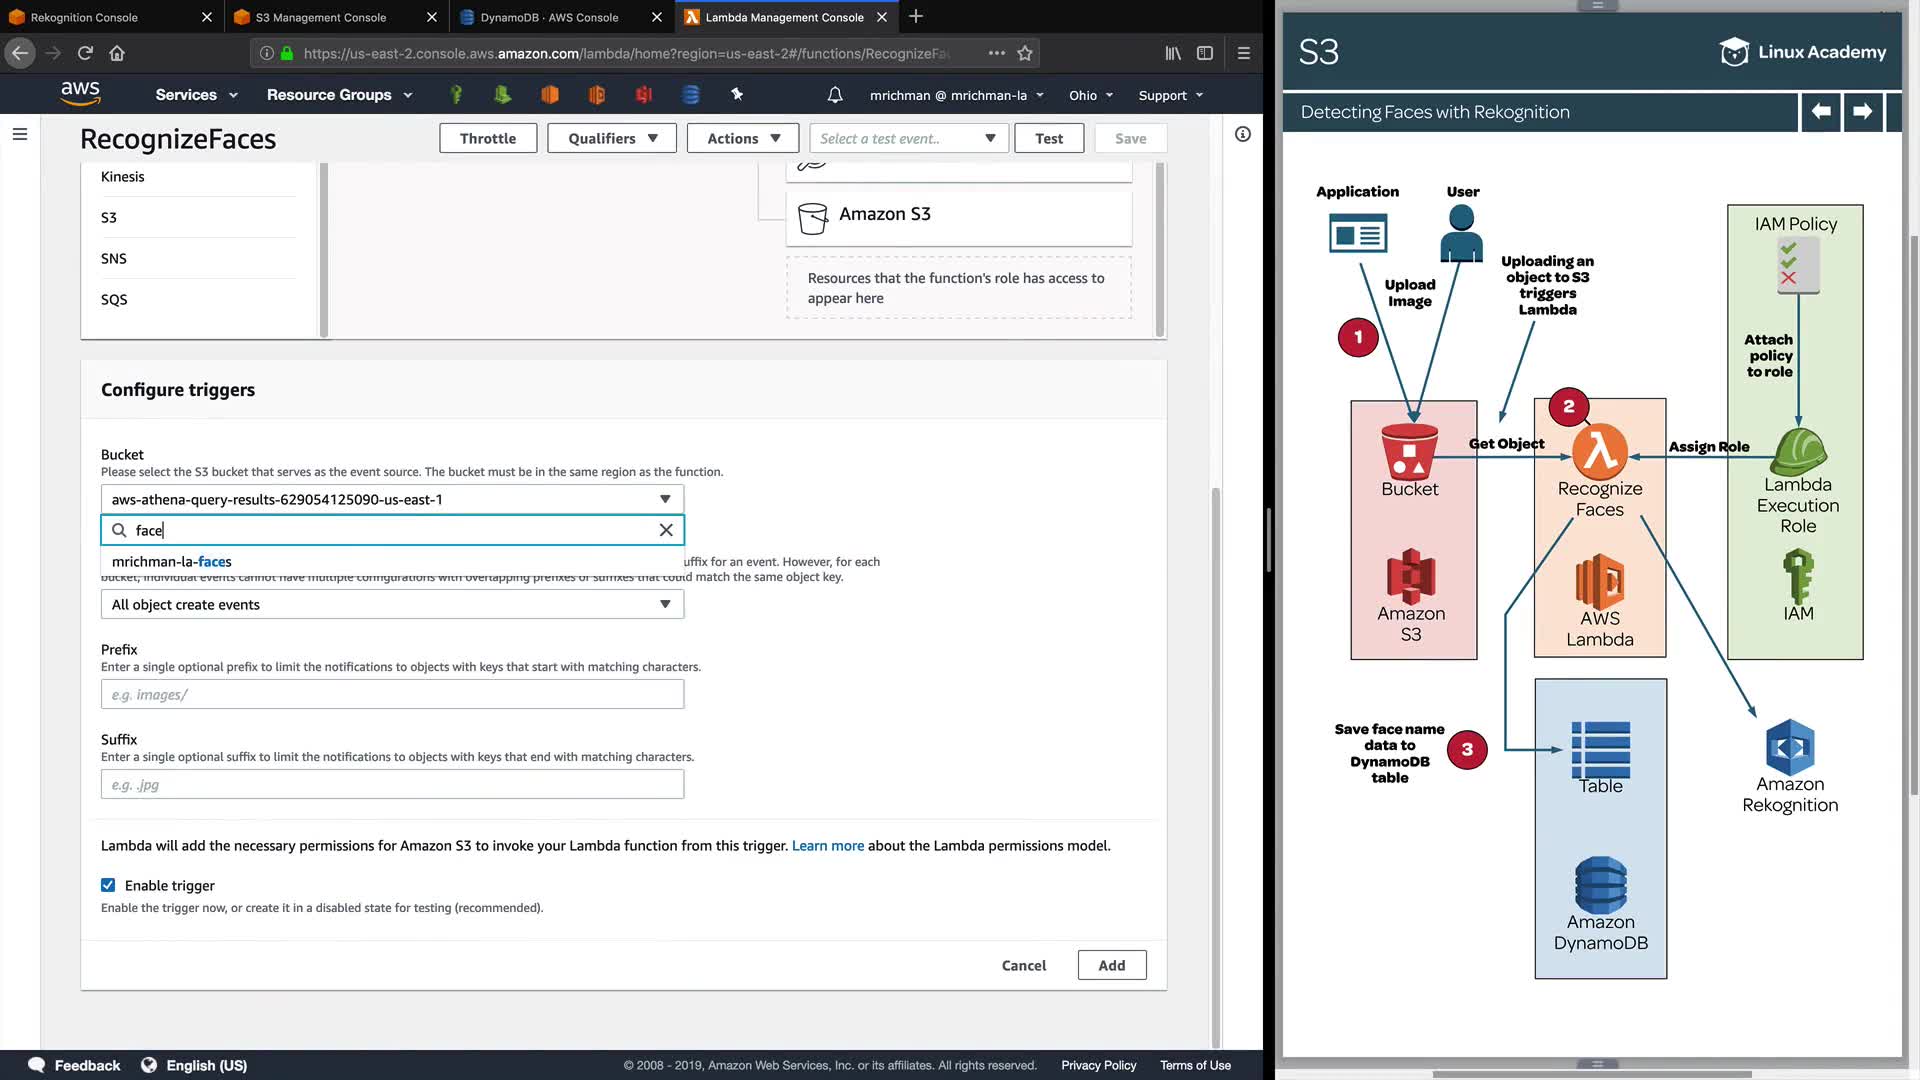 Rekognition Console
S3 Management Console
DynamoDB · AWS Console
Lambda Management Console
https://us-east-2.console.aws.amazon.com/lambda/home?region=us-east-2#/functions/RecognizeFa
aws
Services
Resource Groups
mrichman @ mrichman-la
Ohio
Support
RecognizeFaces
Throttle
Qualifiers
Actions
Select a test event..
Test
Save
Kinesis
S3
SNS
SQS
Amazon S3
Resources that the function's role has access to
appear here
Configure triggers
Bucket
Please select the S3 bucket that serves as the event source. The bucket must be in the same region as the function.
aws-athena-query-results-629054125090-us-east-1
face
mrichman-la-faces
uffix for an event. However, for each
bucket, individual events cannot have multiple configurations with overlapping prefixes or suffixes that could match the same object key.
All object create events
Prefix
Enter a single optional prefix to limit the notifications to objects with keys that start with matching characters.
e.g. images/
Suffix
Enter a single optional suffix to limit the notifications to objects with keys that end with matching characters.
e.g. .jpg
Lambda will add the necessary permissions for Amazon S3 to invoke your Lambda function from this trigger. Learn more about the Lambda permissions model.
Enable trigger
Enable the trigger now, or create it in a disabled state for testing (recommended).
Cancel
Add
Feedback
English (US)
© 2008 - 2019, Amazon Web Services, Inc. or its affiliates. All rights reserved.
Privacy Policy
Terms of Use
S3
Linux Academy
Detecting Faces with Rekognition
Application
User
Upload
Image
Uploading an
object to S3
triggers
Lambda
IAM Policy
Attach
policy
to role
1
2
Get Object
Assign Role
Bucket
Recognize
Faces
Lambda
Execution
Role
Amazon
S3
AWS
Lambda
IAM
Save face name
data to
DynamoDB
table
3
Table
Amazon
Rekognition
Amazon
DynamoDB